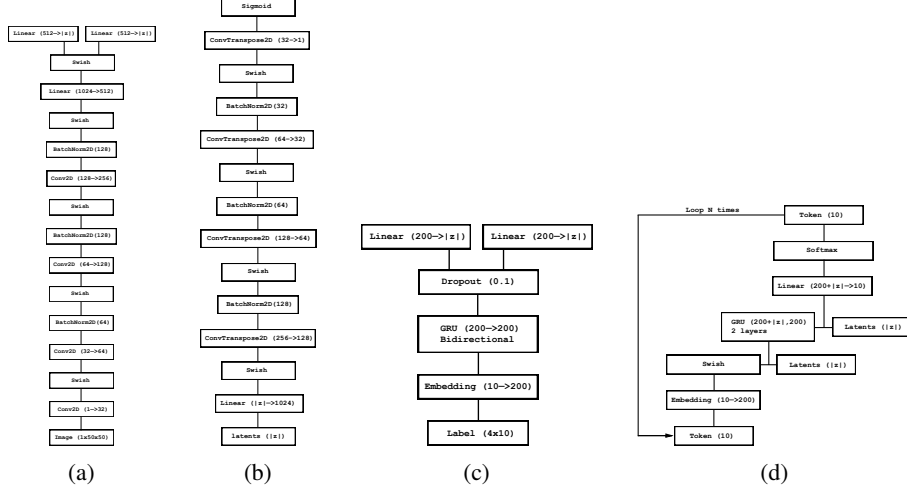 Linear (512—>|z|)
Linear (512—>|z|)
Swish
Linear (1024—>512)
Swish
BatchNorm2D(128)
Conv2D (128—>256)
Swish
BatchNorm2D(128)
Conv2D (64—>128)
Swish
BatchNorm2D(64)
Conv2D (32—>64)
Swish
Conv2D (1—>32)
Image (1x50x50)
(a)
Sigmoid
ConvTranspose2D (32->1)
Swish
BatchNorm2D(32)
ConvTranspose2D (64->32)
Swish
BatchNorm2D(64)
ConvTranspose2D (128->64)
Swish
BatchNorm2D(128)
ConvTranspose2D (256->128)
Swish
Linear (|z|->1024)
latents (|z|)
(b)
Linear (200—>|z|)
Linear (200—>|z|)
Dropout (0.1)
GRU (200—>200)
Bidirectional
Embedding (10—>200)
Label (4x10)
(c)
Loop N times
Token (10)
Softmax
Linear (200+|z|—>10)
GRU (200+|z|,200)
2 layers
Latents (|z|)
Swish
Latents (|z|)
Embedding (10—>200)
Token (10)
(d)